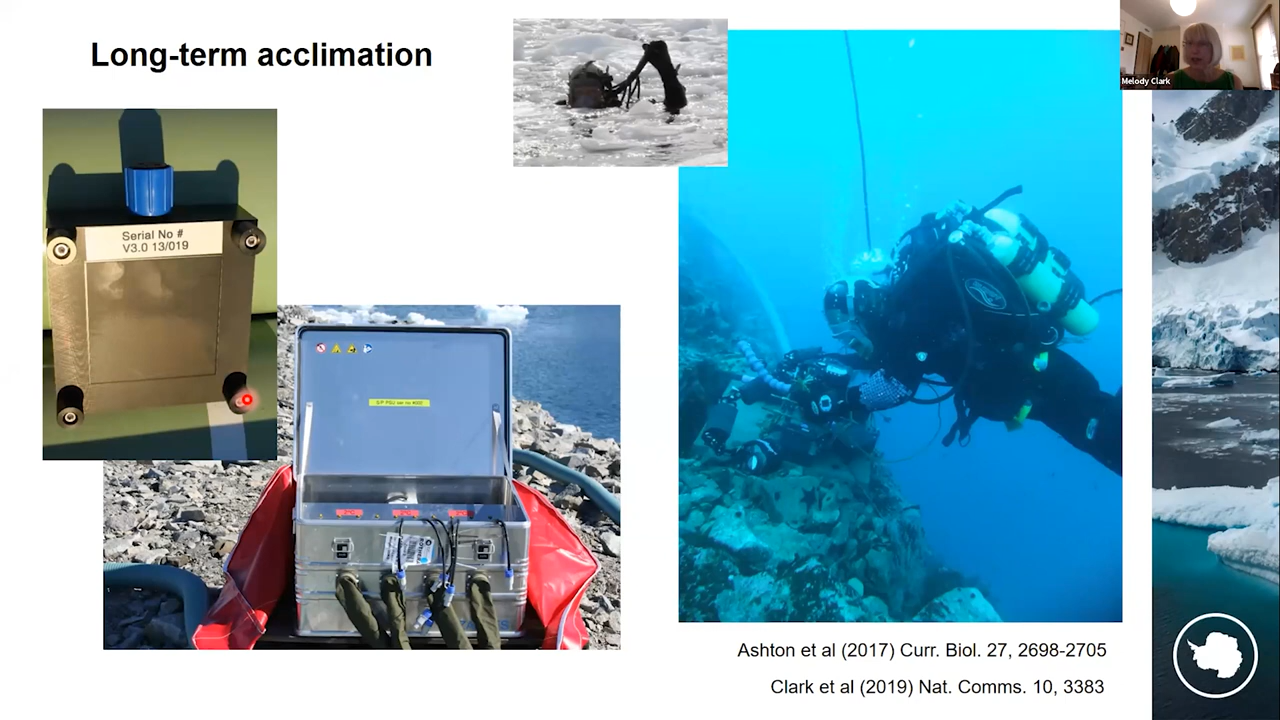 Long-term acclimation
Melody Clark
Serial No #
V3.0 13/019
Ashton et al (2017) Curr. Biol. 27, 2698-2705
Clark et al (2019) Nat. Comms. 10, 3383